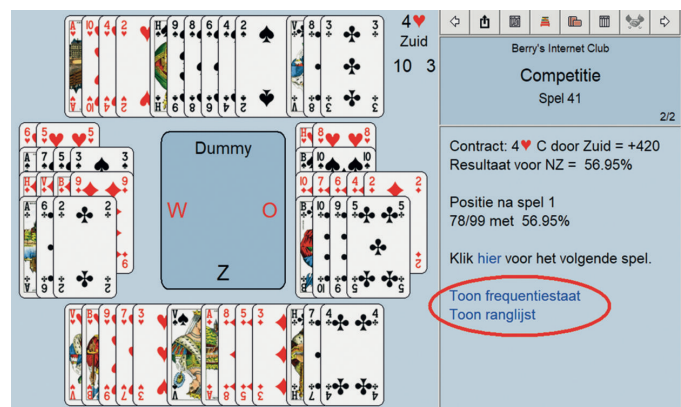 4♥
Zuid
10 3
Berry's Internet Club
Competitie
Spel 41
2/2
Dummy
W O
Z
Contract: 4♥ C door Zuid = +420
Resultaat voor NZ = 56.95%
Positie na spel 1
78/99 met 56.95%
Klik hier voor het volgende spel.
Toon frequentiestaat
Toon ranglijst